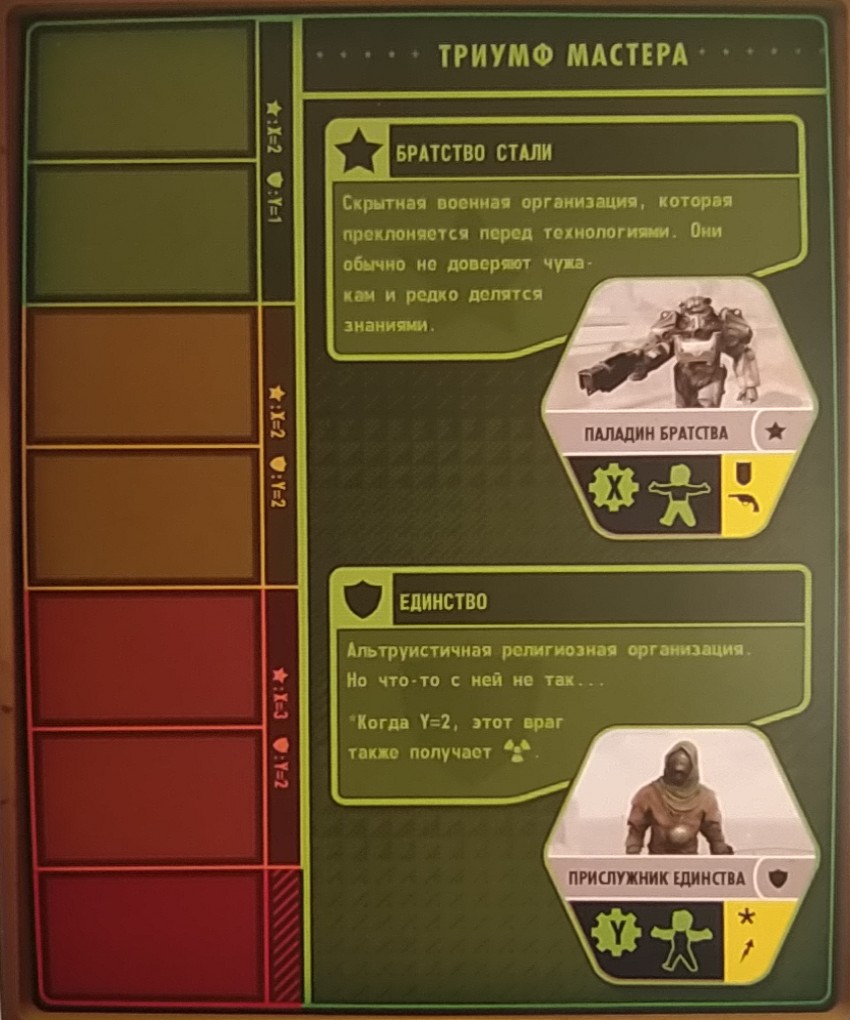 ТРИУМФ МАСТЕРА
БРАТСТВО СТАЛИ
Скрытная военная организация, которая
преклоняется перед технологиями. Они
обычно не доверяют чужа-
кам и редко делятся
знаниями.
ПАЛАДИН БРАТСТВА
X
ЕДИНСТВО
Альтруистичная религиозная организация.
Но что-то с ней не так...
*Когда Y=2, этот враг
также получает .
ПРИСЛУЖНИК ЕДИНСТВА
Y
:X=2 :Y=1
:X=2 :Y=2
:X=3 :Y=2